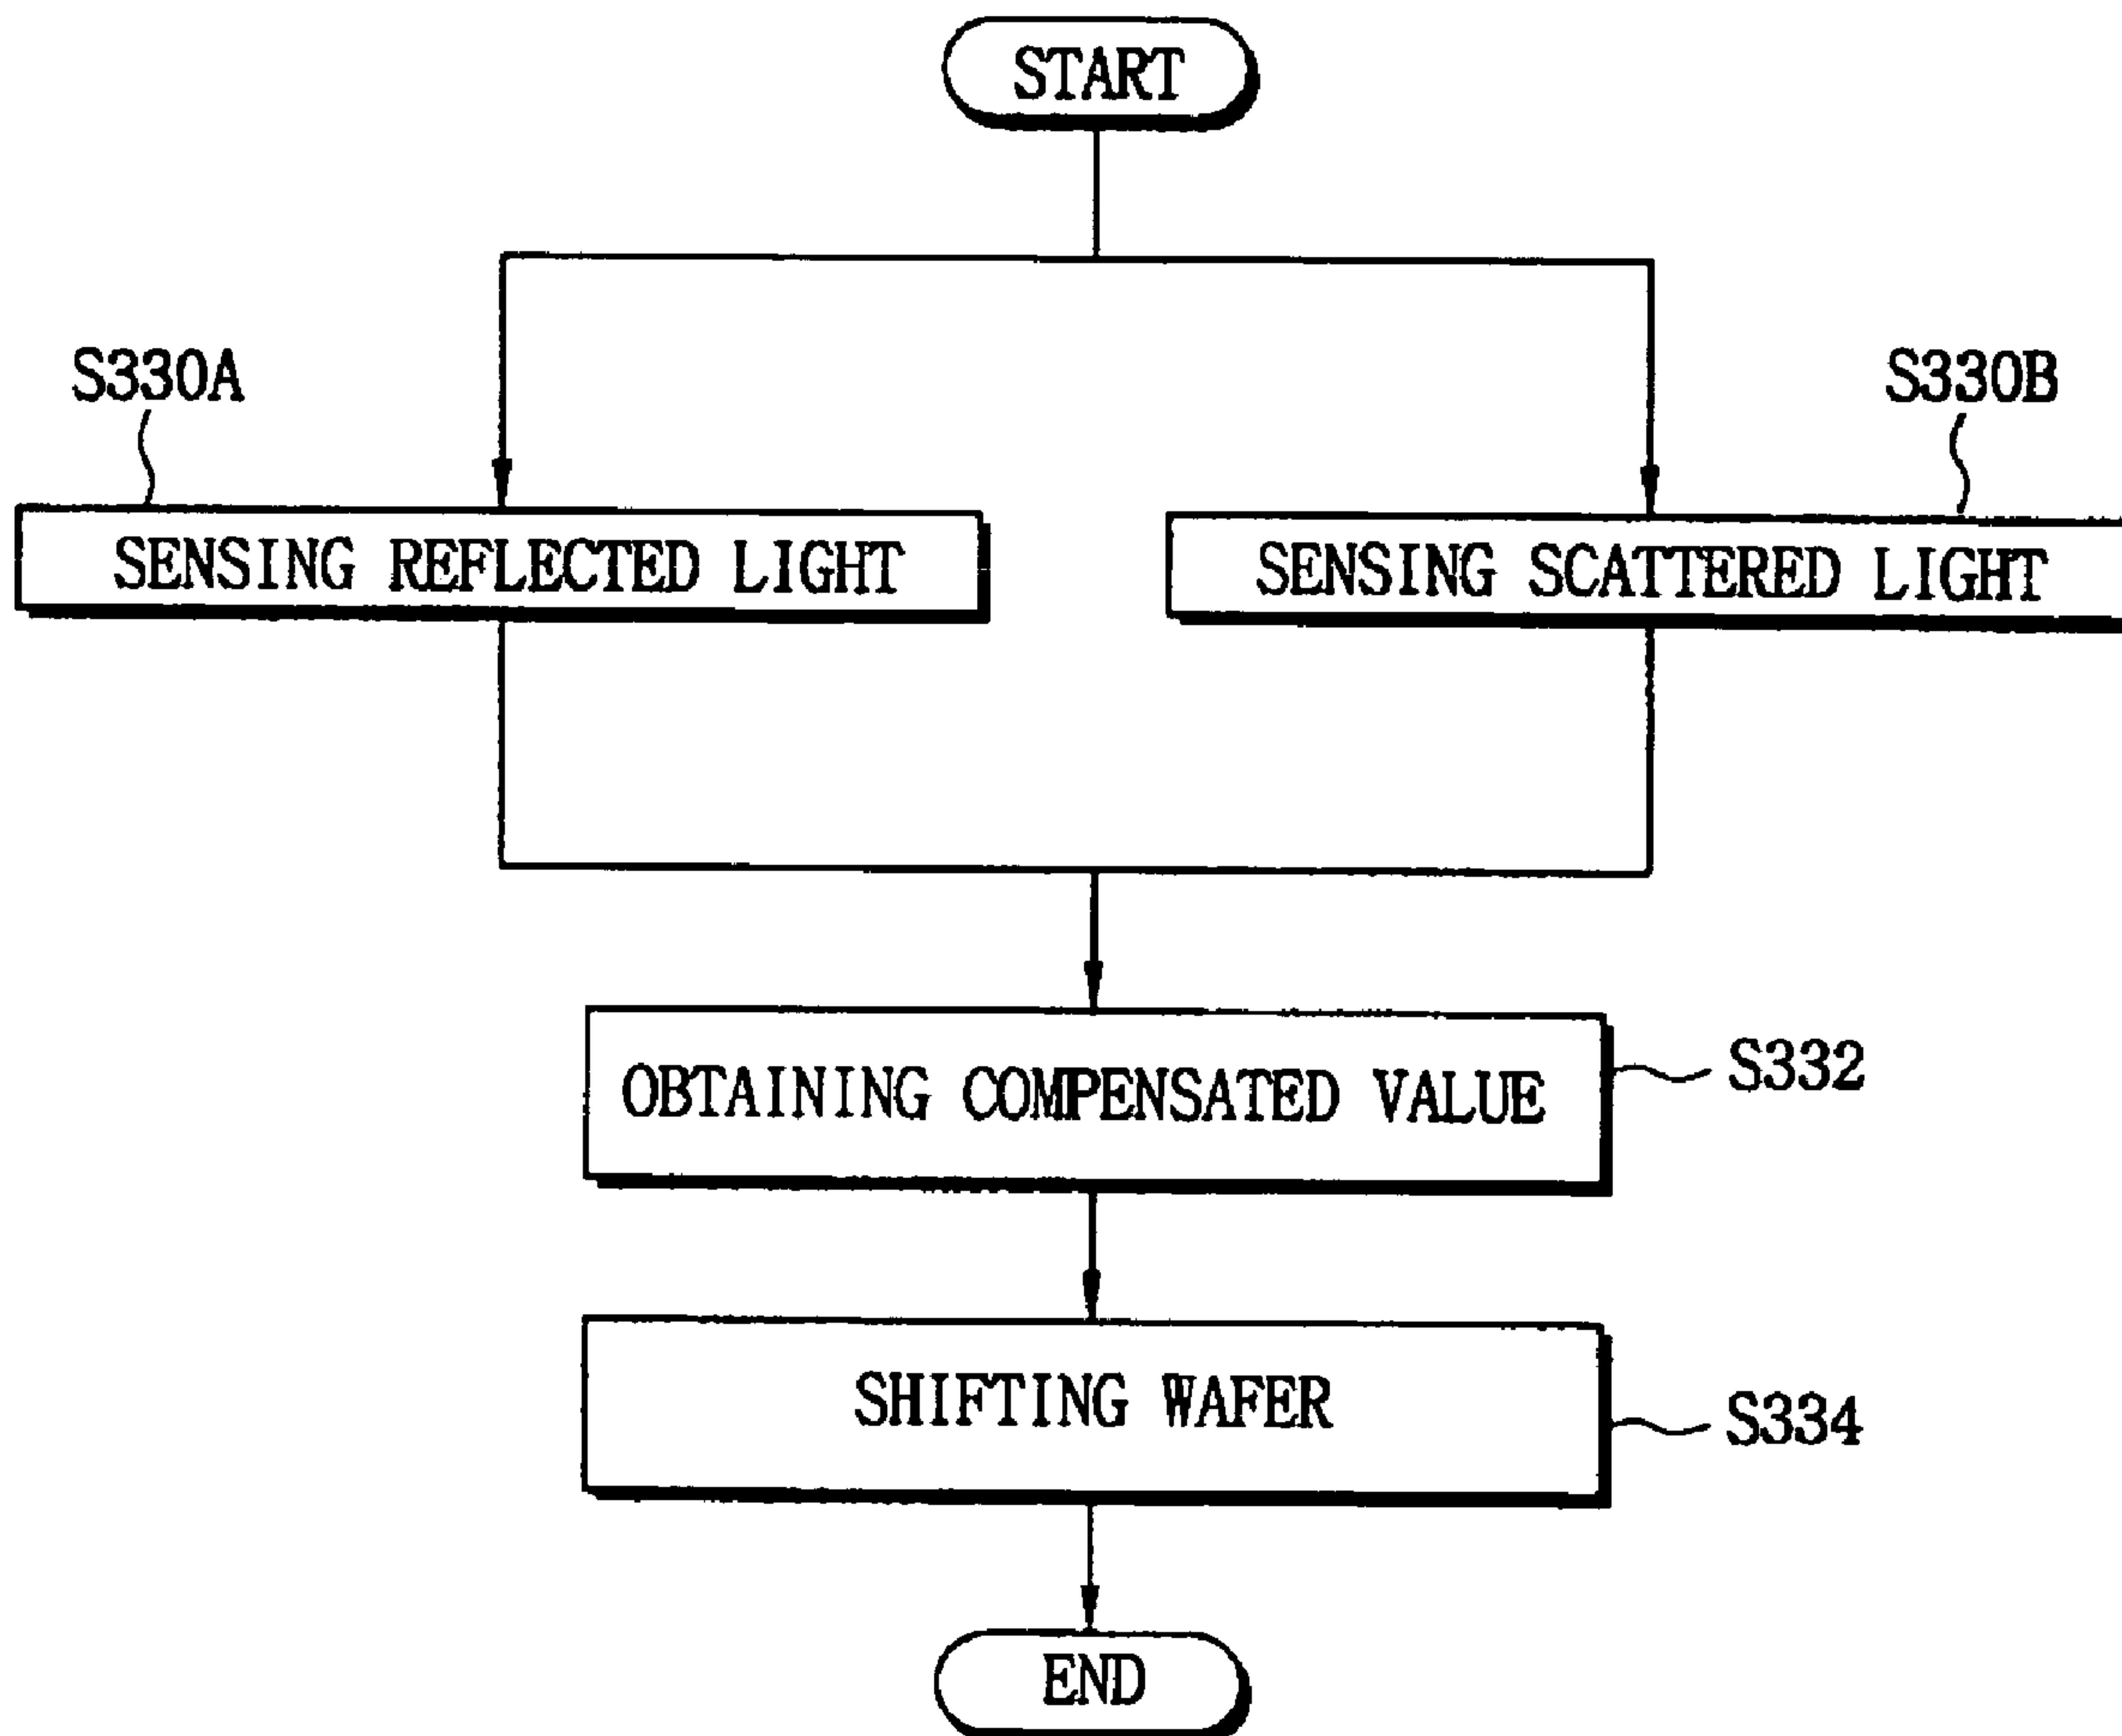 START
S330A
S330B
SENSING REFLECTED LIGHT
SENSING SCATTERED LIGHT
OBTAINING COMPENSATED VALUE
S332
SHIFTING WAFER
S334
END